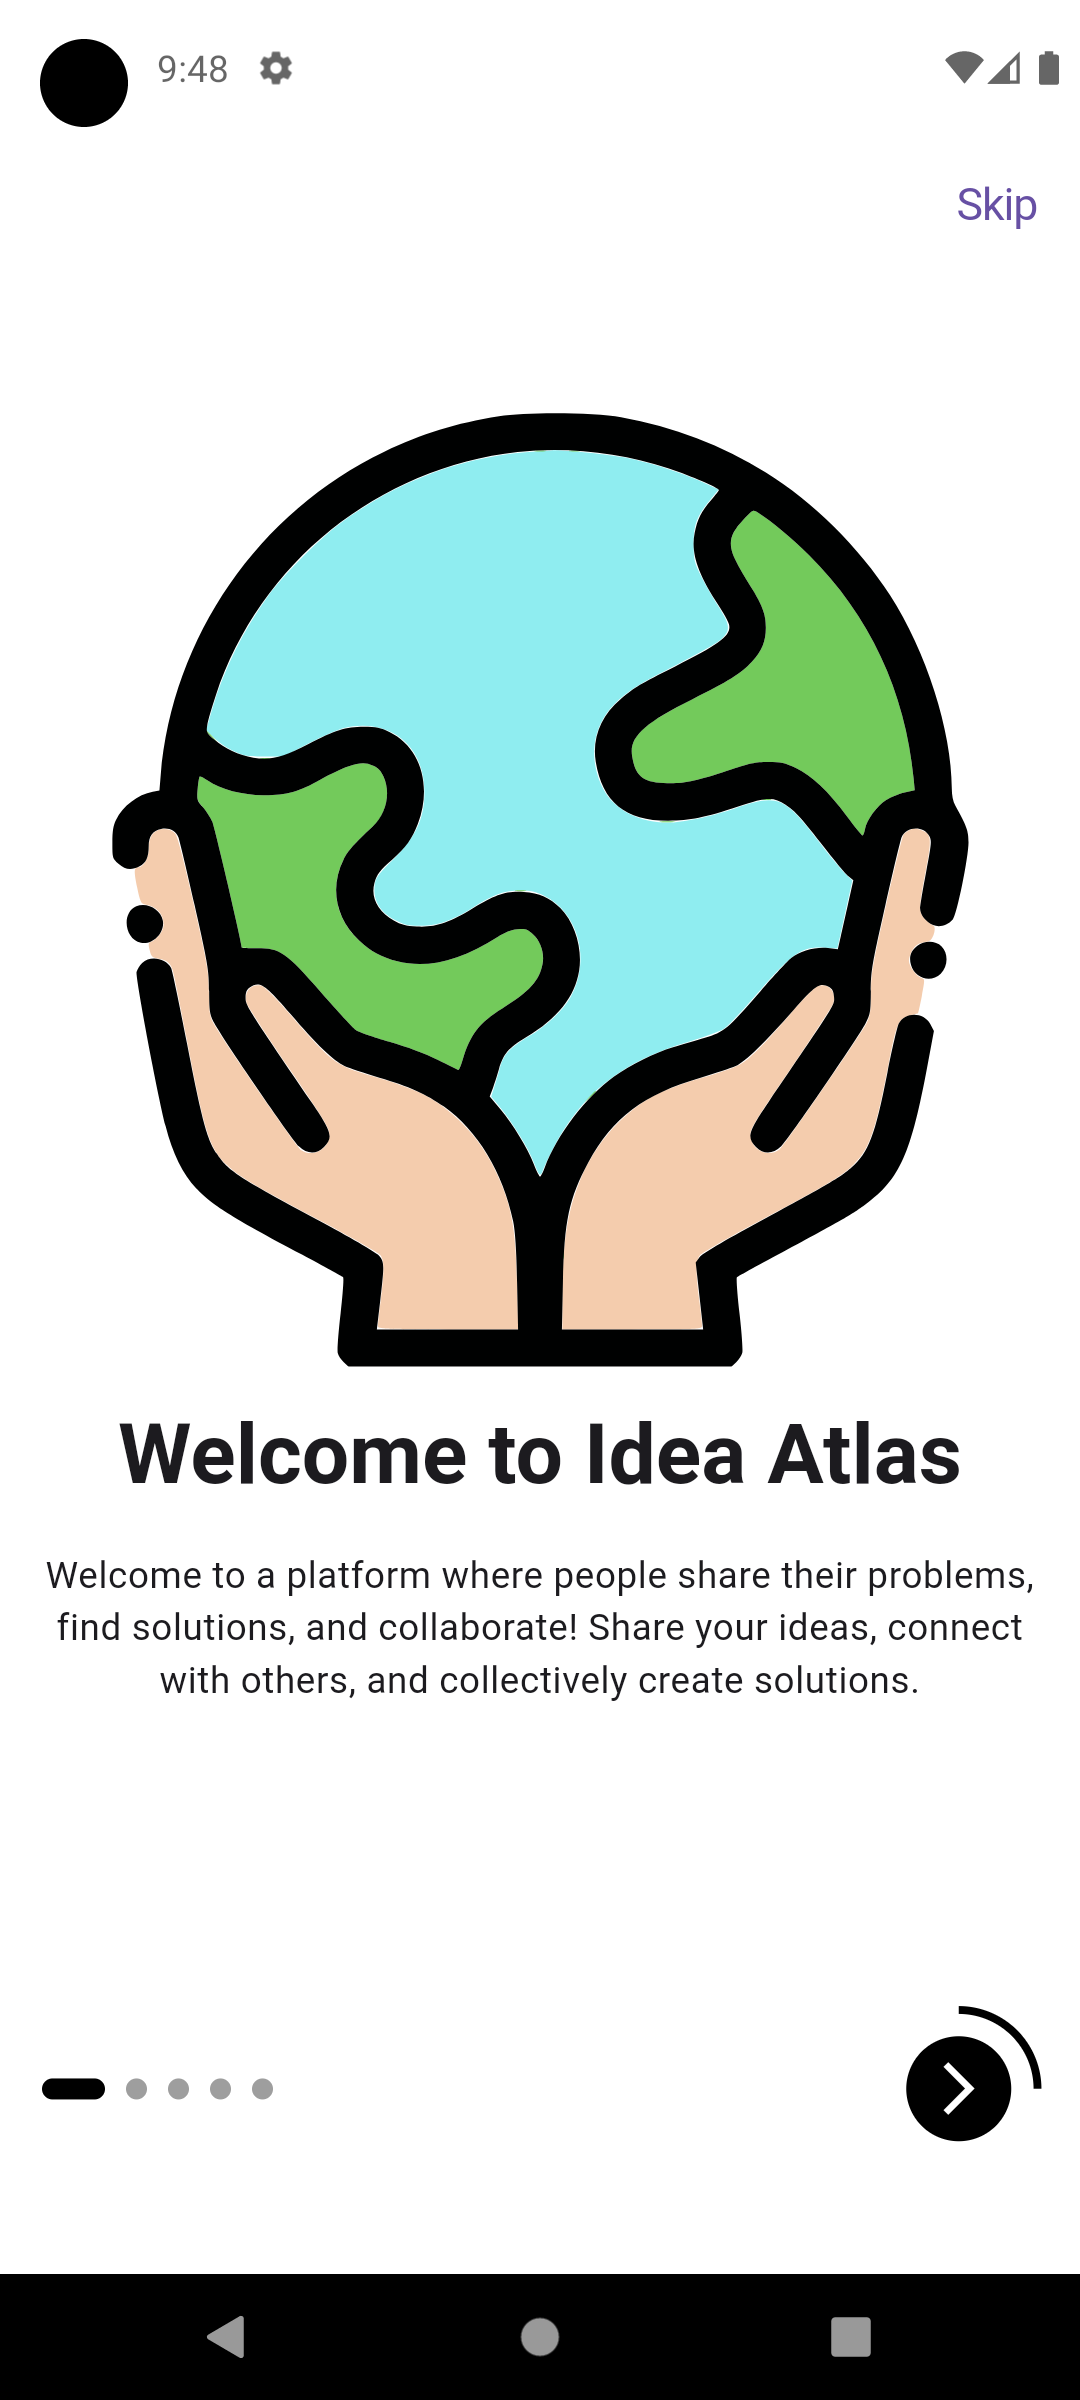 9:48
Skip
Welcome to Idea Atlas
Welcome to a platform where people share their problems,
find solutions, and collaborate! Share your ideas, connect
with others, and collectively create solutions.